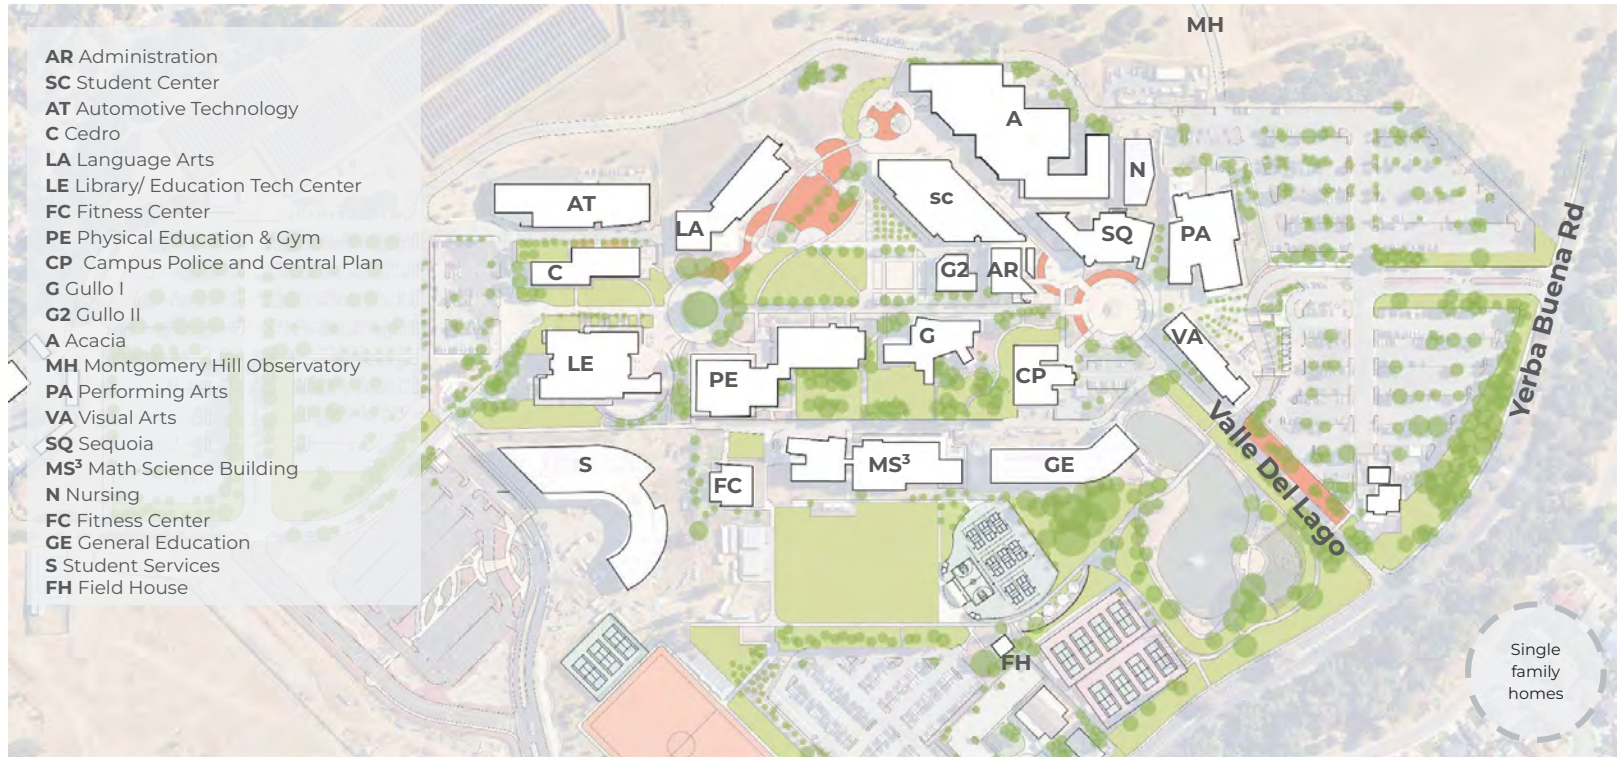 AR Administration
SC Student Center
AT Automotive Technology
C Cedro
LA Language Arts
LE Library/ Education Tech Center
FC Fitness Center
PE Physical Education & Gym
CP Campus Police and Central Plan
G Gullo I
G2 Gullo II
A Acacia
MH Montgomery Hill Observatory
PA Performing Arts
VA Visual Arts
SQ Sequoia
MS³ Math Science Building
N Nursing
FC Fitness Center
GE General Education
S Student Services
FH Field House
MH
A
N
AT
LA
SC
SQ
PA
C
G2
AR
LE
PE
G
CP
VA
Yerba Buena Rd
Valle Del Lago
S
FC
MS³
GE
FH
Single
family
homes